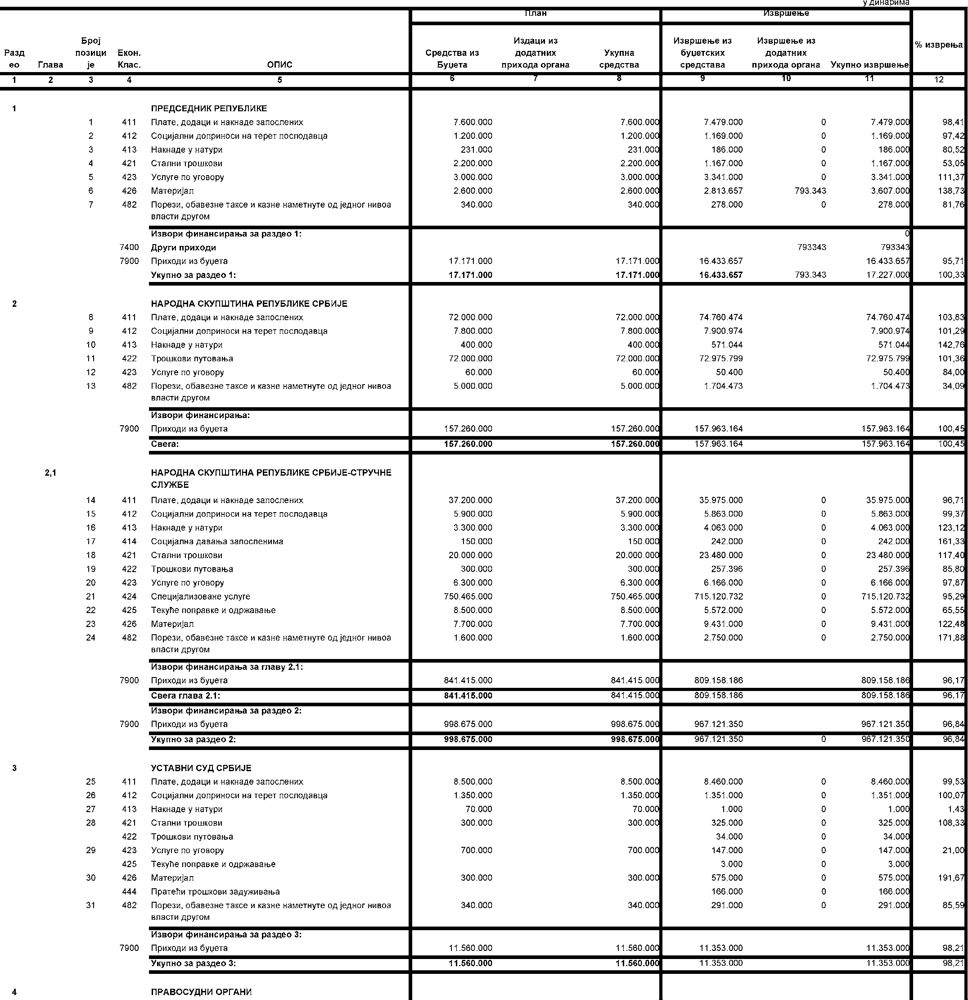 у динарима
План Извршење
Број Издаци из Извршење из Извршење из
Разд позици Екон. Средства из додатних Укупна буџетских додатних % изврења
ео Глава је Клас. ОПИС Буџета прихода органа средства средстава прихода органа Укупно извршење
1 2 3 4 5 6 7 8 9 10 11 12
1 ПРЕДСЕДНИК РЕПУБЛИКЕ
1 411 Плате, додаци и накнаде запослених 7.600.000 7.600.000 7.479.000 0 7.479.000 98,41
2 412 Социјални доприноси на терет послодавца 1.200.000 1.200.000 1.169.000 0 1.169.000 97,42
3 413 Накнаде у натури 231.000 231.000 186.000 0 186.000 80,52
4 421 Стални трошкови 2.200.000 2.200.000 1.167.000 0 1.167.000 53,05
5 423 Услуге по уговору 3.000.000 3.000.000 3.341.000 0 3.341.000 111,37
6 426 Материјал 2.600.000 2.600.000 2.813.657 793.343 3.607.000 138,73
7 482 Порези, обавезне таксе и казне наметнуте од једног нивоа 340.000 340.000 278.000 0 278.000 81,76
власти другом
Извори финансирања за раздео 1: 0
7400 Други приходи 793343 793343
7900 Приходи из буџета 17.171.000 17.171.000 16.433.657 16.433.657 95,71
Укупно за раздео 1: 17.171.000 17.171.000 16.433.657 793.343 17.227.000 100,33
2 НАРОДНА СКУПШТИНА РЕПУБЛИКЕ СРБИЈЕ
8 411 Плате, додаци и накнаде запослених 72.000.000 72.000.000 74.760.474 74.760.474 103,83
9 412 Социјални доприноси на терет послодавца 7.800.000 7.800.000 7.900.974 7.900.974 101,29
10 413 Накнаде у натури 400.000 400.000 571.044 571.044 142,76
11 422 Трошкови путовања 72.000.000 72.000.000 72.975.799 72.975.799 101,36
12 423 Услуге по уговору 60.000 60.000 50.400 50.400 84,00
13 482 Порези, обавезне таксе и казне наметнуте од једног нивоа 5.000.000 5.000.000 1.704.473 1.704.473 34,09
власти другом
Извори финансирања:
7900 Приходи из буџета 157.260.000 157.260.000 157.963.164 157.963.164 100,45
Свега: 157.260.000 157.260.000 157.963.164 157.963.164 100,45
2,1 НАРОДНА СКУПШТИНА РЕПУБЛИКЕ СРБИЈЕ-СТРУЧНЕ
СЛУЖБЕ
14 411 Плате, додаци и накнаде запослених 37.200.000 37.200.000 35.975.000 0 35.975.000 96,71
15 412 Социјални доприноси на терет послодавца 5.900.000 5.900.000 5.863.000 0 5.863.000 99,37
16 413 Накнаде у натури 3.300.000 3.300.000 4.063.000 0 4.063.000 123,12
17 414 Социјална давања запосленима 150.000 150.000 242.000 0 242.000 161,33
18 421 Стални трошкови 20.000.000 20.000.000 23.480.000 0 23.480.000 117,40
19 422 Трошкови путовања 300.000 300.000 257.396 0 257.396 85,80
20 423 Услуге по уговору 6.300.000 6.300.000 6.166.000 0 6.166.000 97,87
21 424 Специјализоване услуге 750.465.000 750.465.000 715.120.732 0 715.120.732 95,29
22 425 Текуће поправке и одржавање 8.500.000 8.500.000 5.572.000 0 5.572.000 65,55
23 426 Материјал 7.700.000 7.700.000 9.431.000 0 9.431.000 122,48
24 482 Порези, обавезне таксе и казне наметнуте од једног нивоа 1.600.000 1.600.000 2.750.000 0 2.750.000 171,88
власти другом
Извори финансирања за главу 2.1:
7900 Приходи из буџета 841.415.000 841.415.000 809.158.186 809.158.186 96,17
Свега глава 2.1: 841.415.000 841.415.000 809.158.186 809.158.186 96,17
Извори финансирања за раздео 2:
7900 Приходи из буџета 998.675.000 998.675.000 967.121.350 967.121.350 96,84
Укупно за раздео 2: 998.675.000 998.675.000 967.121.350 0 967.121.350 96,84
3 УСТАВНИ СУД СРБИЈЕ
25 411 Плате, додаци и накнаде запослених 8.500.000 8.500.000 8.460.000 0 8.460.000 99,53
26 412 Социјални доприноси на терет послодавца 1.350.000 1.350.000 1.351.000 0 1.351.000 100,07
27 413 Накнаде у натури 70.000 70.000 1.000 0 1.000 1,43
28 421 Стални трошкови 300.000 300.000 325.000 0 325.000 108,33
422 Трошкови путовања 34.000 0 34.000
29 423 Услуге по уговору 700.000 700.000 147.000 0 147.000 21,00
425 Текуће поправке и одржавање 3.000 0 3.000
30 426 Материјал 300.000 300.000 575.000 0 575.000 191,67
444 Пратећи трошкови задуживања 166.000 0 166.000
31 482 Порези, обавезне таксе и казне наметнуте од једног нивоа 340.000 340.000 291.000 0 291.000 85,59
власти другом
Извори финансирања за раздео 3:
7900 Приходи из буџета 11.560.000 11.560.000 11.353.000 11.353.000 98,21
Укупно за раздео 3: 11.560.000 11.560.000 11.353.000 11.353.000 98,21
4 ПРАВОСУДНИ ОРГАНИ